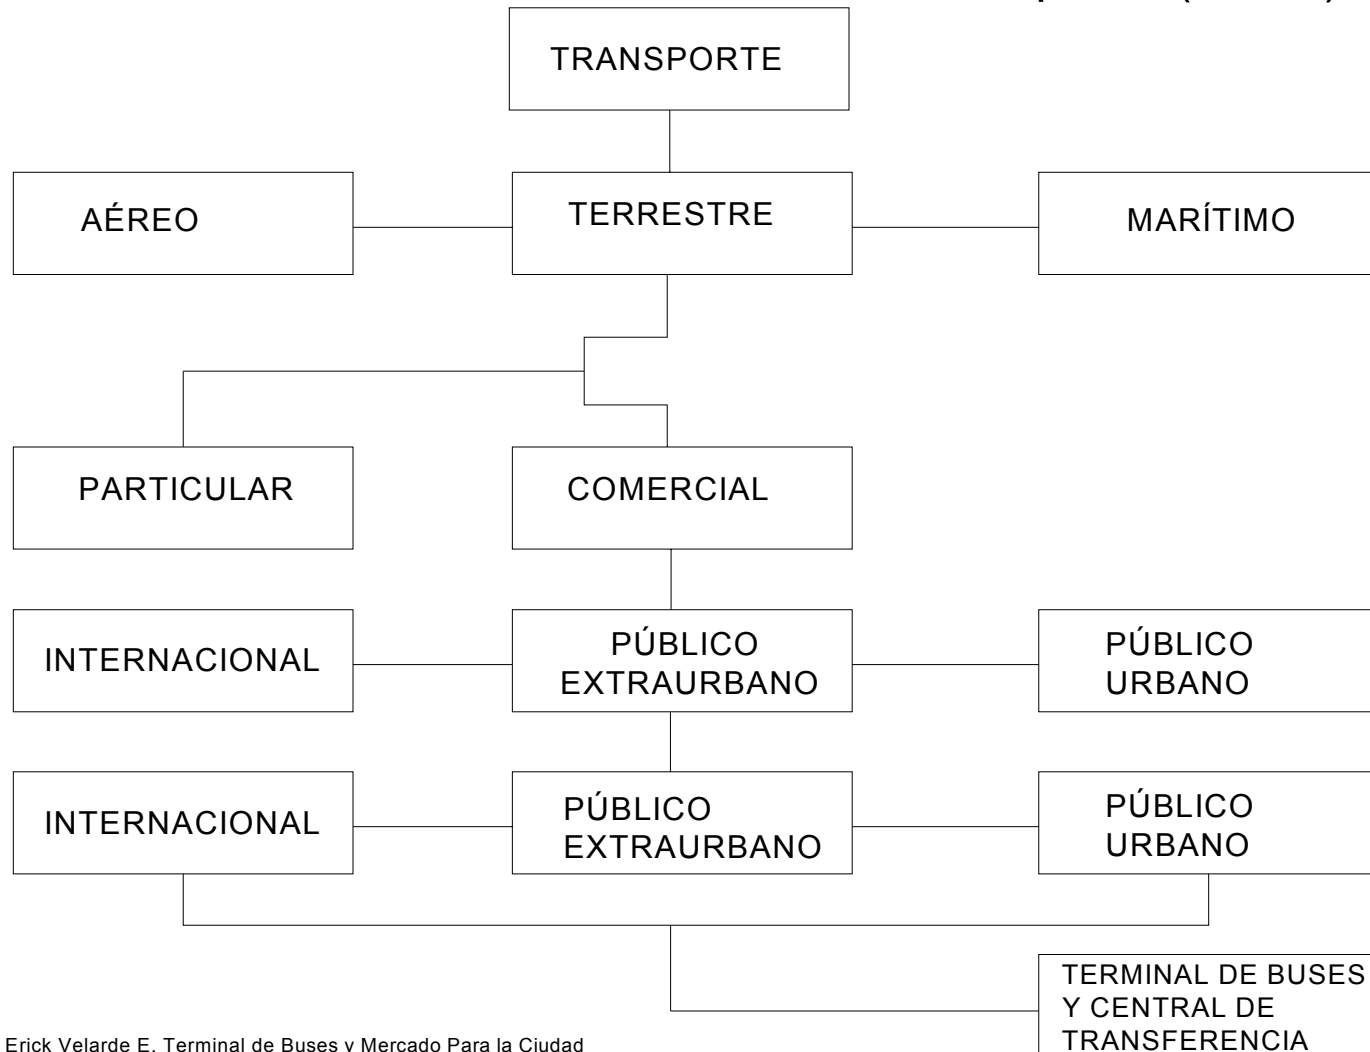 TRANSPORTE
AÉREO
TERRESTRE
MARÍTIMO
PARTICULAR
COMERCIAL
INTERNACIONAL
PÚBLICO
EXTRAURBANO
PÚBLICO
URBANO
INTERNACIONAL
PÚBLICO
EXTRAURBANO
PÚBLICO
URBANO
TERMINAL DE BUSES
Y CENTRAL DE
TRANSFERENCIA
Erick Velarde E. Terminal de Buses y Mercado Para la Ciudad